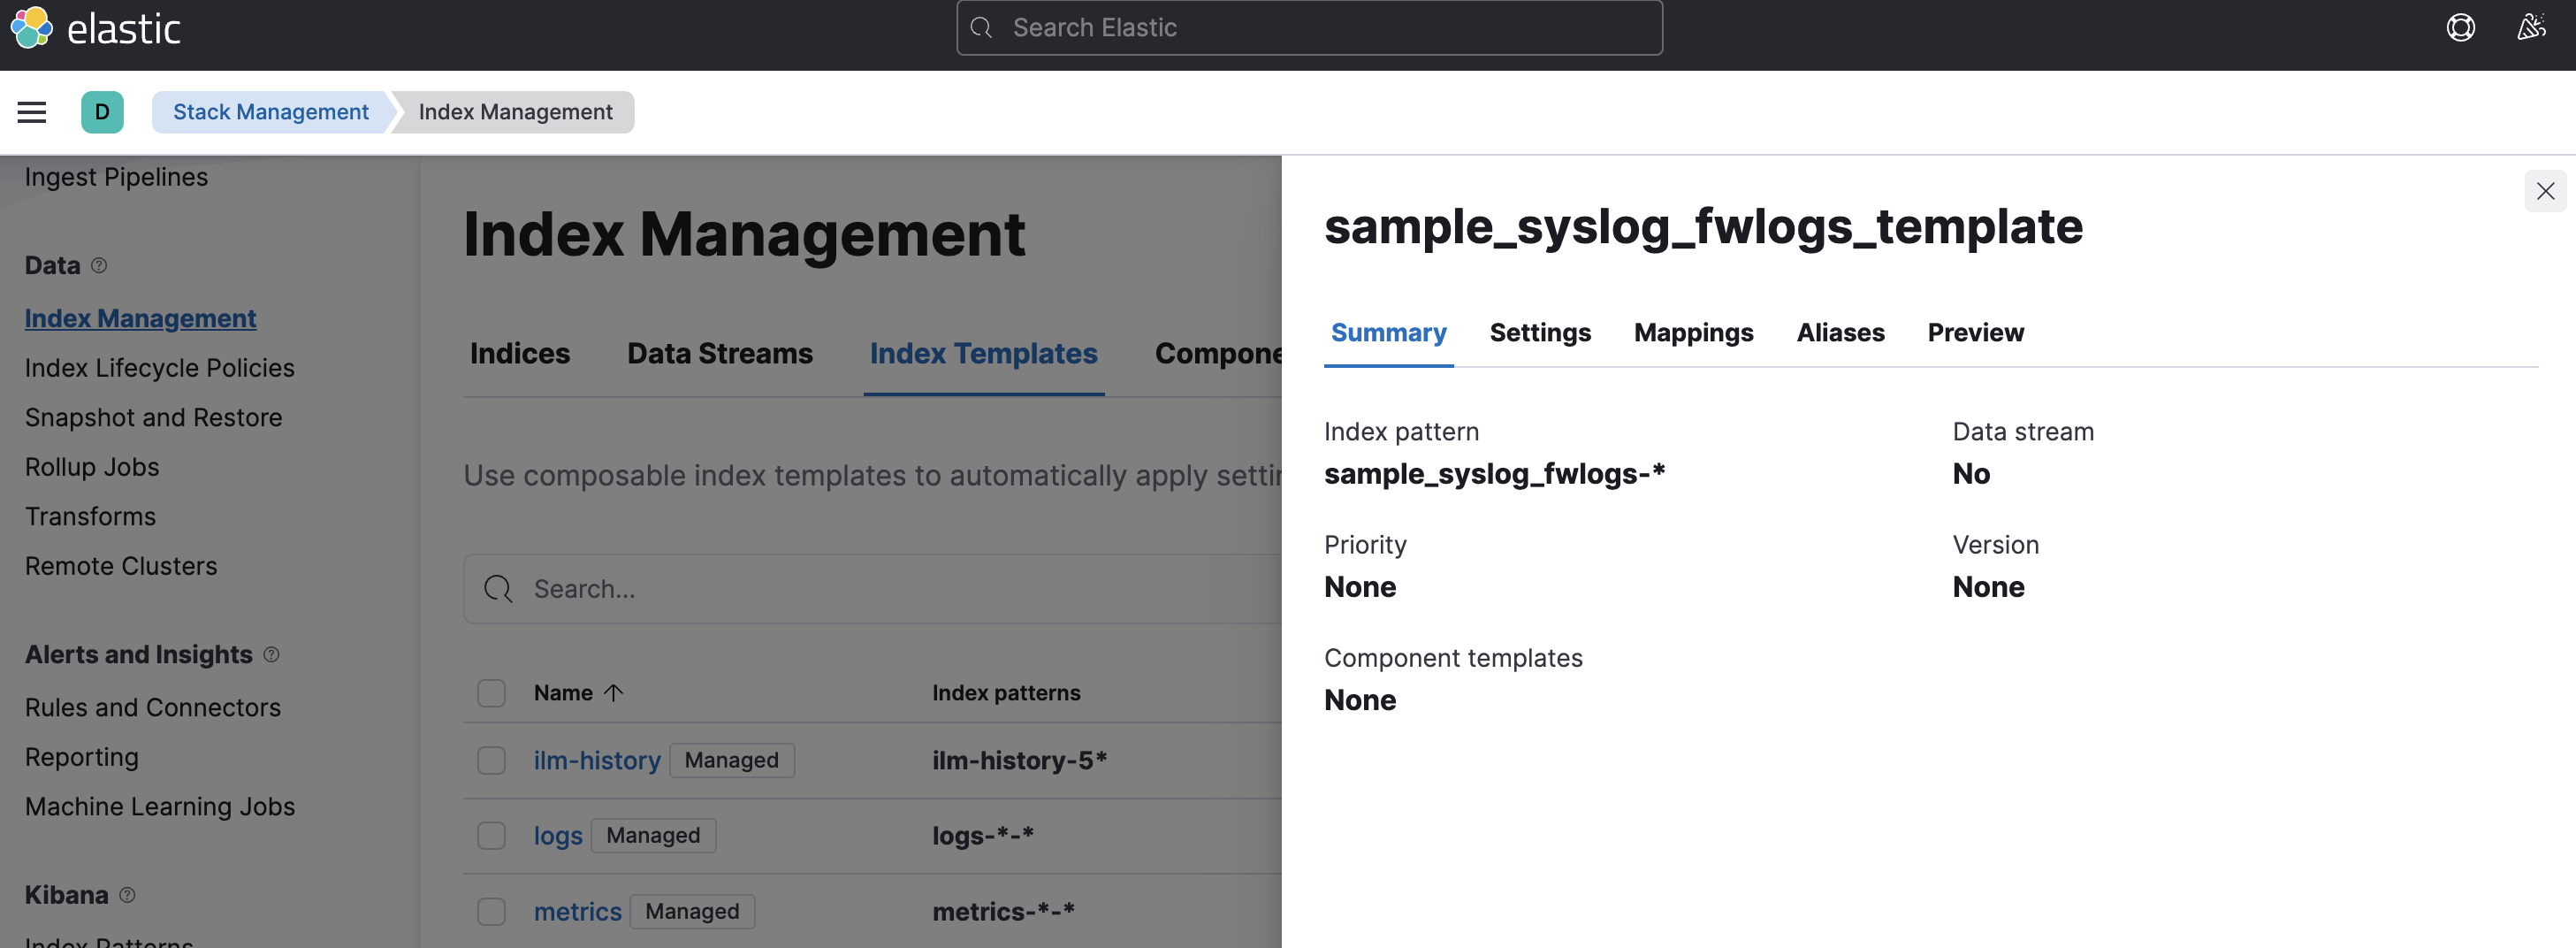 elastic
Search Elastic
D
Stack Management
Index Management
Ingest Pipelines
Data
Index Management
Index Lifecycle Policies
Snapshot and Restore
Rollup Jobs
Transforms
Remote Clusters
Alerts and Insights
Rules and Connectors
Reporting
Machine Learning Jobs
Kibana
Index Patterns
Index Management
Indices Data Streams Index Templates Compone
Use composable index templates to automatically apply settin
Search...
Name Index patterns
ilm-history Managed ilm-history-5*
logs Managed logs-*-*
metrics Managed metrics-*-*
sample_syslog_fwlogs_template
Summary Settings Mappings Aliases Preview
Index pattern
sample_syslog_fwlogs-*
Data stream
No
Priority
None
Version
None
Component templates
None